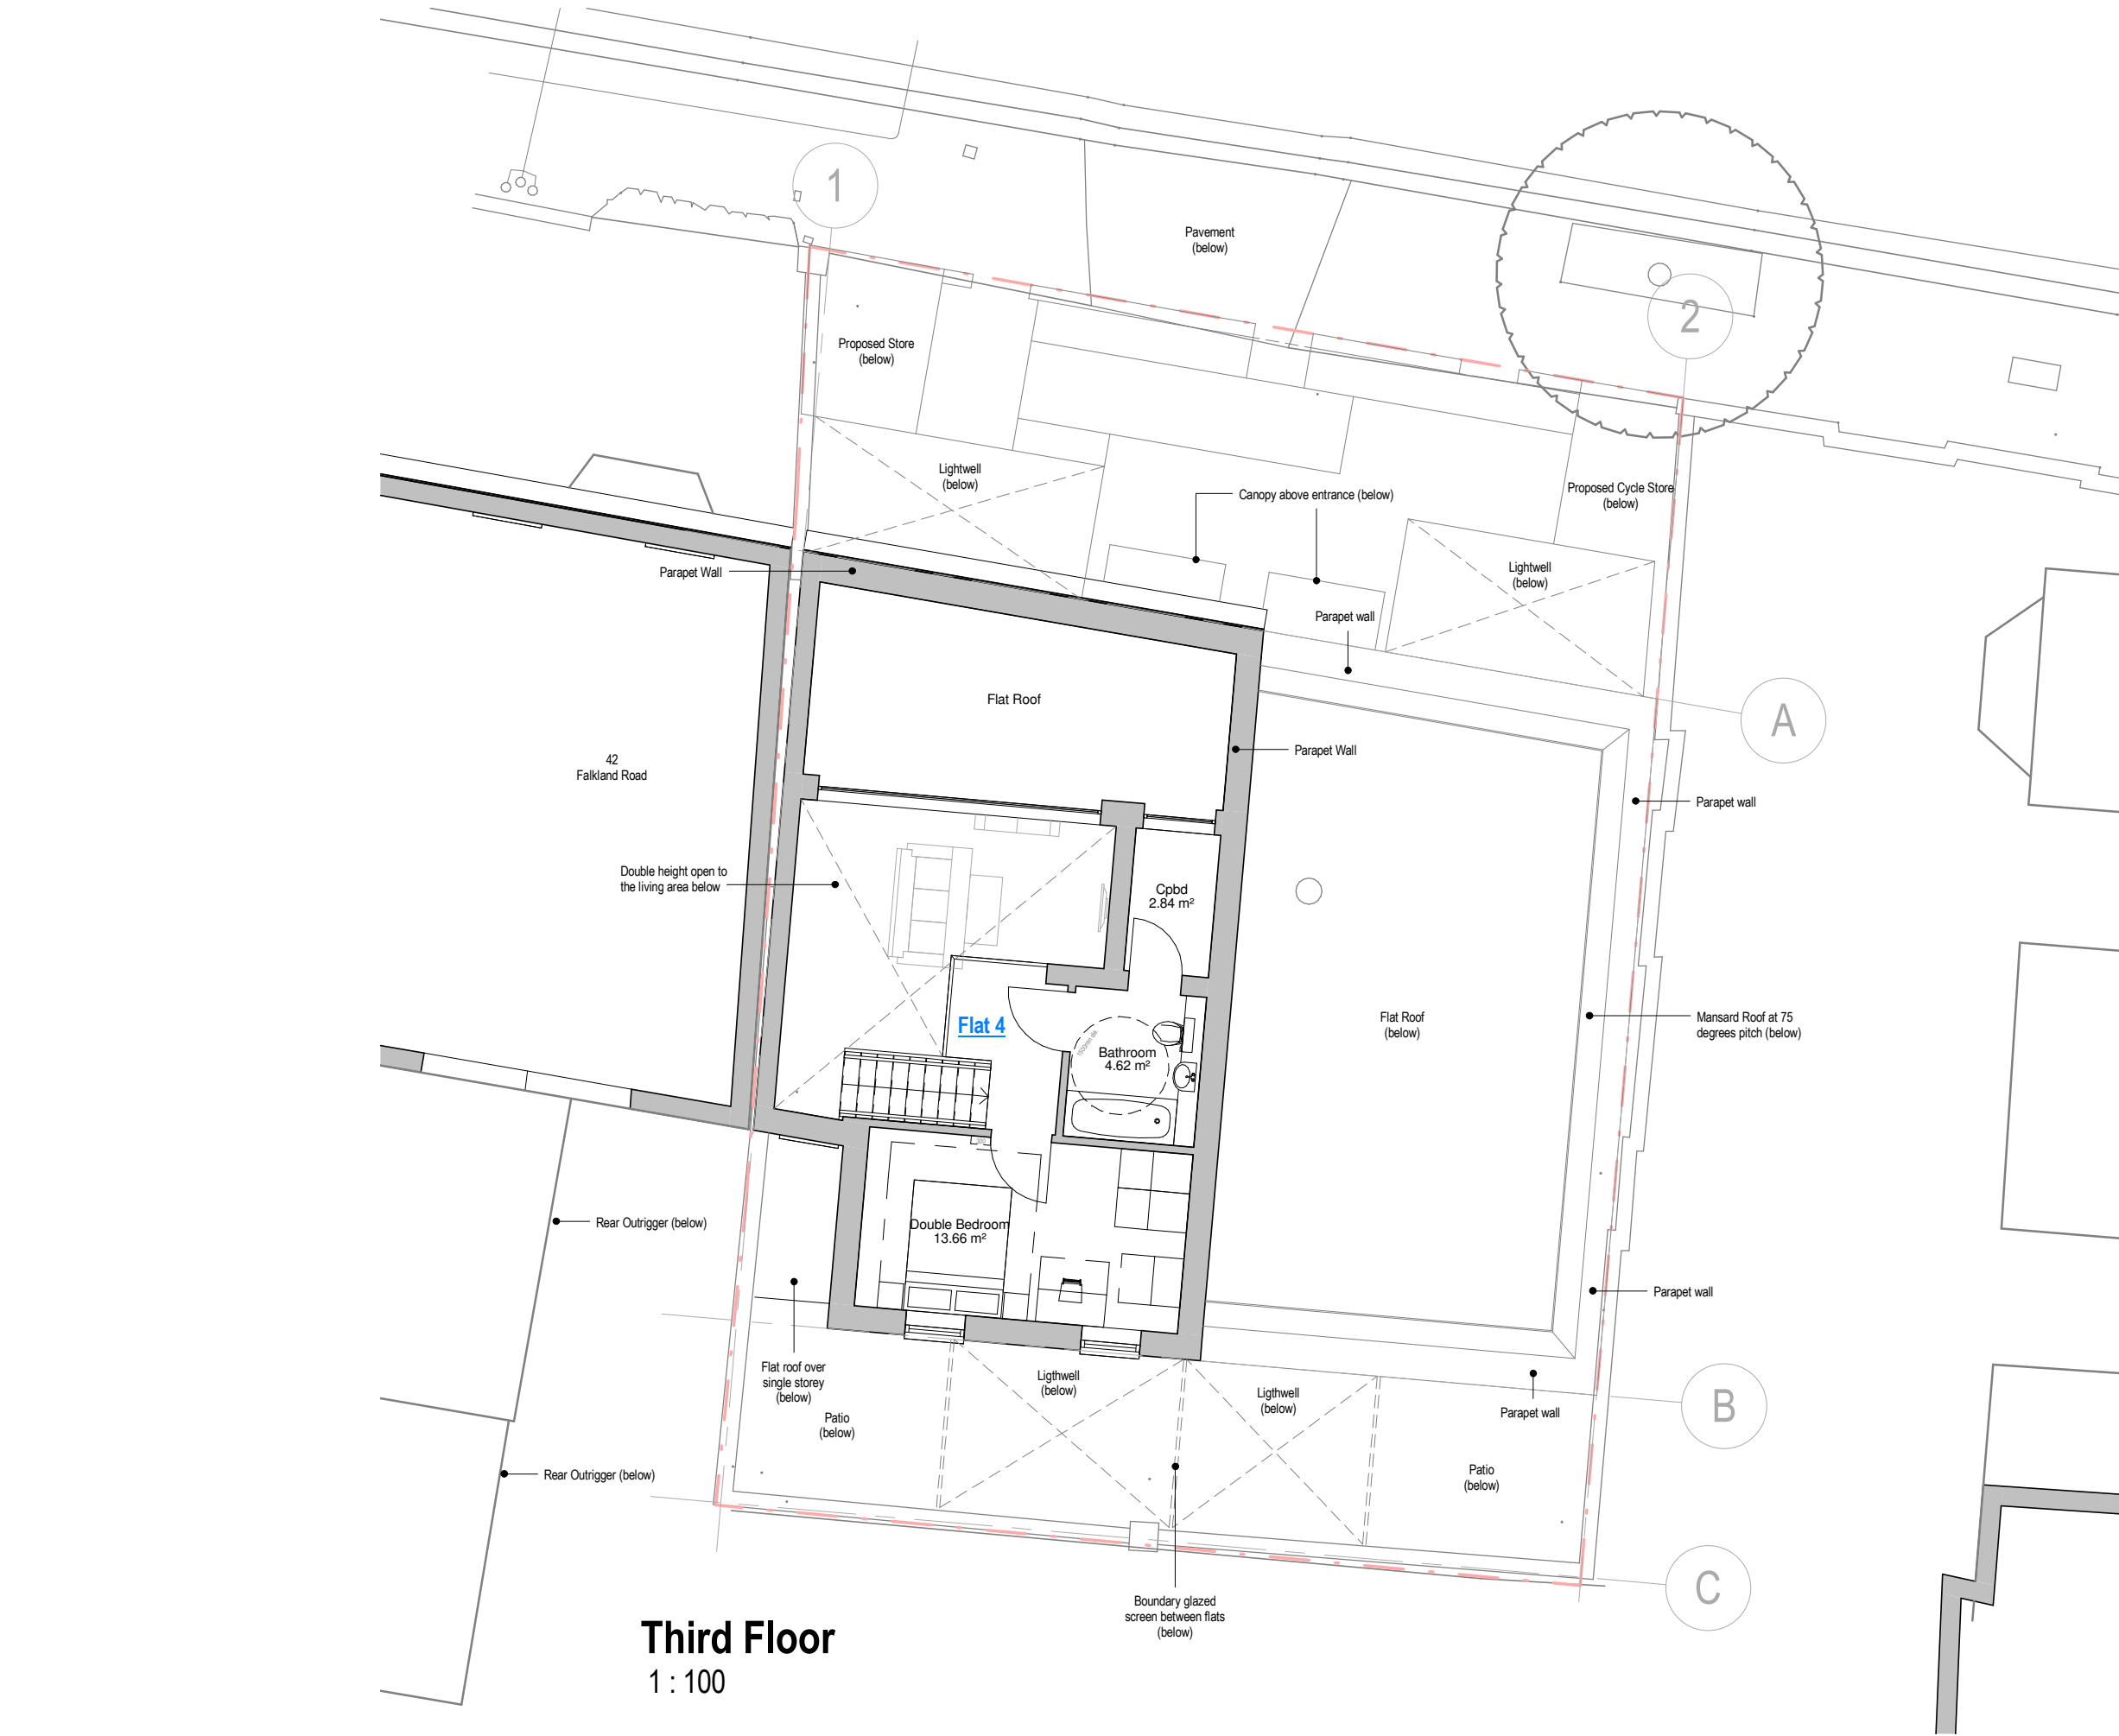 1
Pavement
(below)
2
Proposed Store
(below)
Lightwell
(below)
Canopy above entrance (below)
Proposed Cycle Store
(below)
Parapet Wall
Lightwell
(below)
Parapet wall
Flat Roof
A
Parapet Wall
42
Falkland Road
Parapet wall
Double height open to
the living area below
Cpbd
2.84 m²
Flat 4
1500mm dia.
Bathroom
4.62 m²
Flat Roof
(below)
Mansard Roof at 75
degrees pitch (below)
300
Double Bedroom
13.66 m²
Rear Outrigger (below)
Parapet wall
Flat roof over
single storey
(below)
Ligthwell
(below)
Ligthwell
(below)
B
Patio
(below)
Parapet wall
Rear Outrigger (below)
Patio
(below)
C
Boundary glazed
screen between flats
(below)
Third Floor
1 : 100